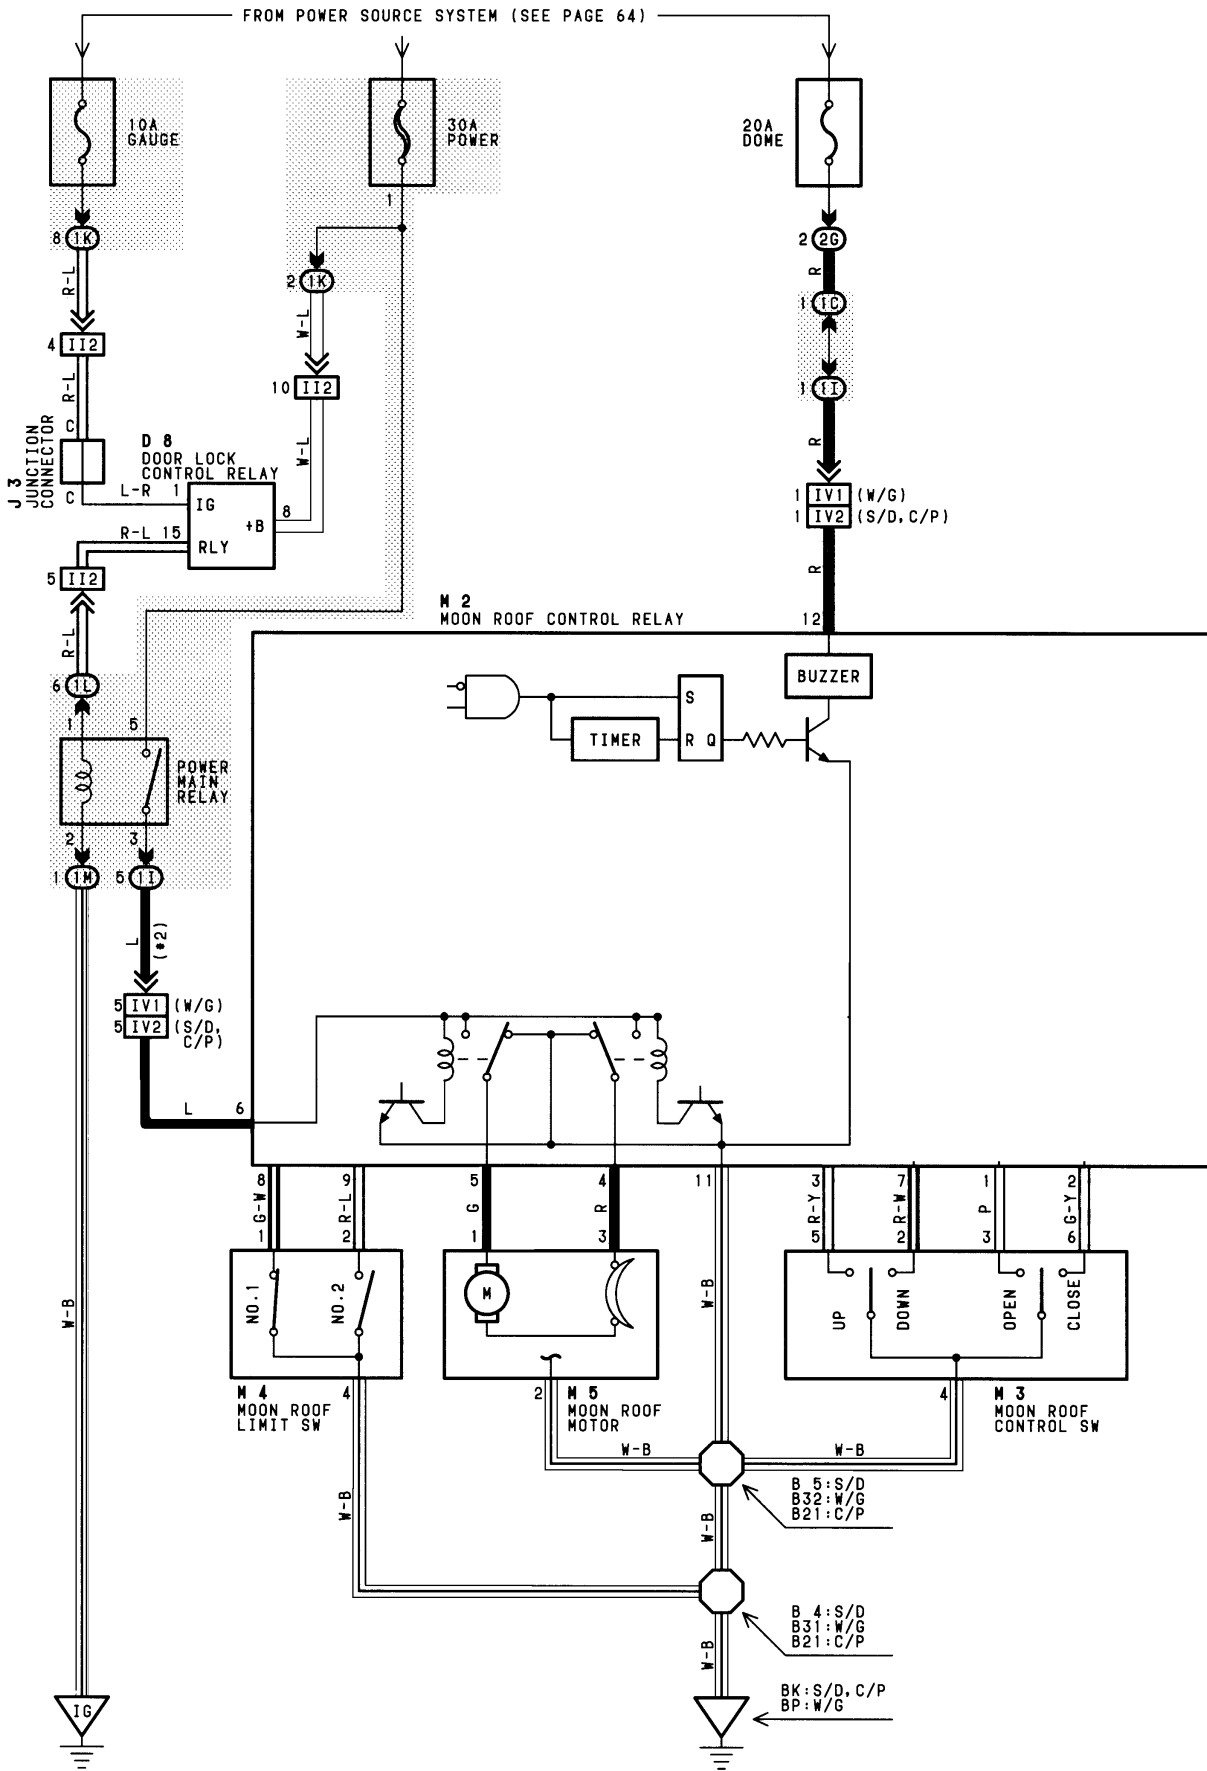 FROM POWER SOURCE SYSTEM (SEE PAGE 64)
10A
GAUGE
30A
POWER
20A
DOME
1
8 1K
2 2G
R-L
R
2 1K
1 1C
W-L
4 II2
10 II2
1 1I
R-L
R
C
J 3
JUNCTION
CONNECTOR
D 8
DOOR LOCK
CONTROL RELAY
W-L
C
L-R 1
IG
8
+B
1 IV1 (W/G)
1 IV2 (S/D, C/P)
R-L 15
RLY
5 II2
R
M 2
MOON ROOF CONTROL RELAY
12
R-L
6 1L
BUZZER
S
1
5
TIMER
R Q
POWER
MAIN
RELAY
2
3
1 1M
5 1I
L
(*2)
5 IV1 (W/G)
5 IV2 (S/D,
C/P)
L
6
8
9
5
4
11
3
7
1
2
G-W
R-L
G
R
R-Y
R-W
P
G-Y
1
2
1
3
5
2
3
6
NO.1
NO.2
M
W-B
UP
DOWN
OPEN
CLOSE
W-B
M 4
MOON ROOF
LIMIT SW
4
2
M 5
MOON ROOF
MOTOR
4
M 3
MOON ROOF
CONTROL SW
W-B
W-B
B 5:S/D
B32:W/G
B21:C/P
W-B
W-B
B 4:S/D
B31:W/G
B21:C/P
W-B
BK:S/D, C/P
BP:W/G
IG